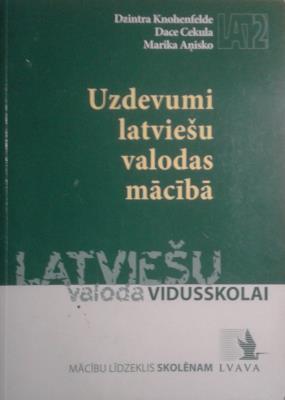 Dzintra Knohenfelde
Dace Cekula
Marika Aņisko
LAT2
Uzdevumi
latviešu
valodas
mācībā
LATVIEŠU
valoda VIDUSSKOLAI
MĀCĪBU LĪDZEKLIS SKOLĒNAM
LVAVA